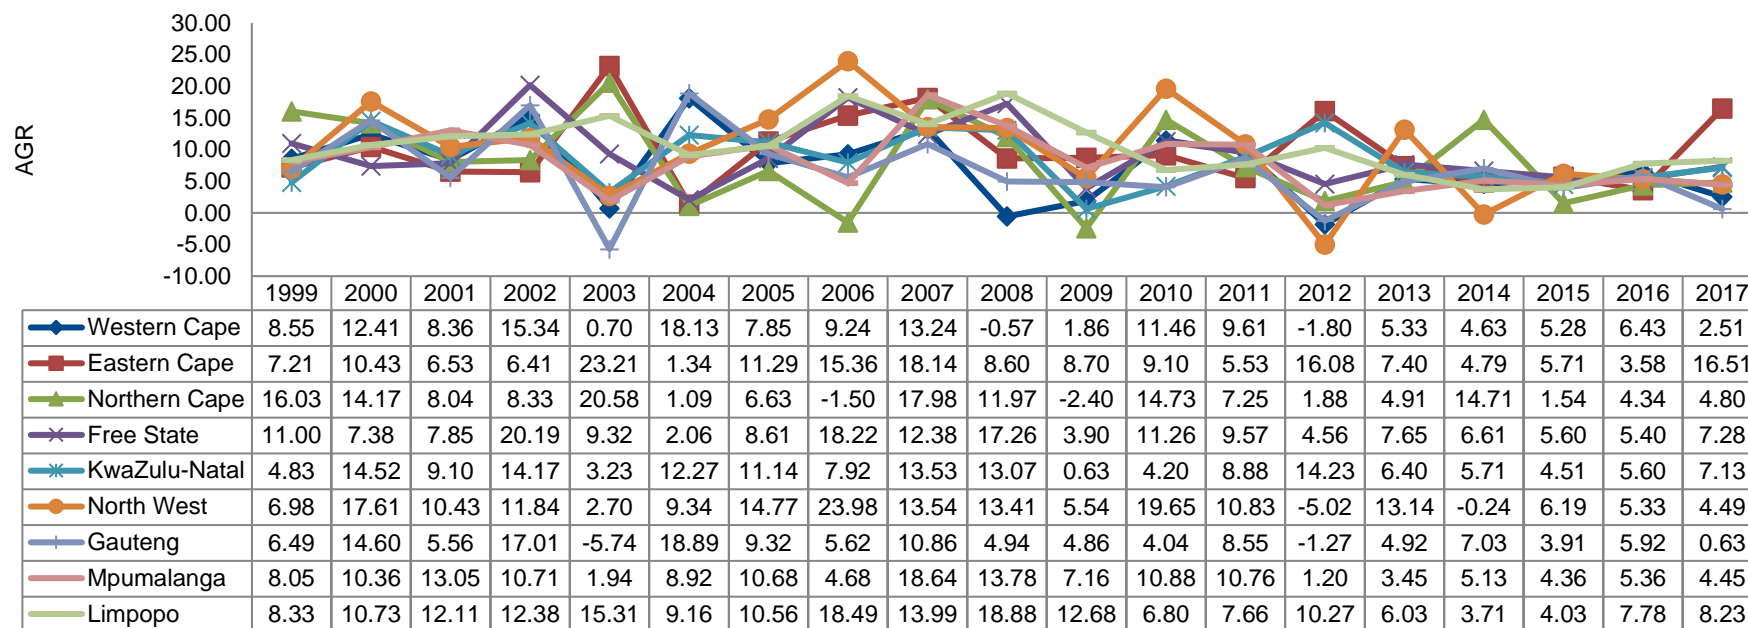 30.00
25.00
20.00
15.00
10.00
5.00
0.00
-5.00
-10.00
AGR
1999 2000 2001 2002 2003 2004 2005 2006 2007 2008 2009 2010 2011 2012 2013 2014 2015 2016 2017
Western Cape 8.55 12.41 8.36 15.34 0.70 18.13 7.85 9.24 13.24 -0.57 1.86 11.46 9.61 -1.80 5.33 4.63 5.28 6.43 2.51
Eastern Cape 7.21 10.43 6.53 6.41 23.21 1.34 11.29 15.36 18.14 8.60 8.70 9.10 5.53 16.08 7.40 4.79 5.71 3.58 16.51
Northern Cape 16.03 14.17 8.04 8.33 20.58 1.09 6.63 -1.50 17.98 11.97 -2.40 14.73 7.25 1.88 4.91 14.71 1.54 4.34 4.80
Free State 11.00 7.38 7.85 20.19 9.32 2.06 8.61 18.22 12.38 17.26 3.90 11.26 9.57 4.56 7.65 6.61 5.60 5.40 7.28
KwaZulu-Natal 4.83 14.52 9.10 14.17 3.23 12.27 11.14 7.92 13.53 13.07 0.63 4.20 8.88 14.23 6.40 5.71 4.51 5.60 7.13
North West 6.98 17.61 10.43 11.84 2.70 9.34 14.77 23.98 13.54 13.41 5.54 19.65 10.83 -5.02 13.14 -0.24 6.19 5.33 4.49
Gauteng 6.49 14.60 5.56 17.01 -5.74 18.89 9.32 5.62 10.86 4.94 4.86 4.04 8.55 -1.27 4.92 7.03 3.91 5.92 0.63
Mpumalanga 8.05 10.36 13.05 10.71 1.94 8.92 10.68 4.68 18.64 13.78 7.16 10.88 10.76 1.20 3.45 5.13 4.36 5.36 4.45
Limpopo 8.33 10.73 12.11 12.38 15.31 9.16 10.56 18.49 13.99 18.88 12.68 6.80 7.66 10.27 6.03 3.71 4.03 7.78 8.23